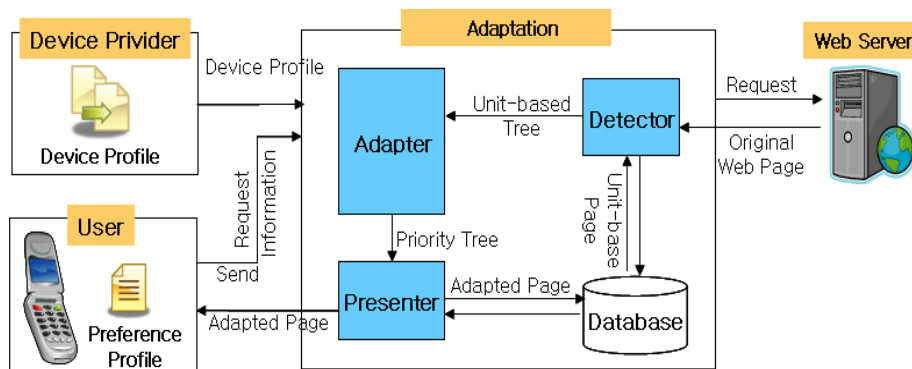 Device Privider
Device Profile
Device Profile
User
Preference
Profile
Request
Information
Send
Adapted Page
Adaptation
Adapter
Unit-based
Tree
Detector
Priority Tree
Presenter
Adapted Page
Unit-base
Page
Database
Web Server
Request
Original
Web Page